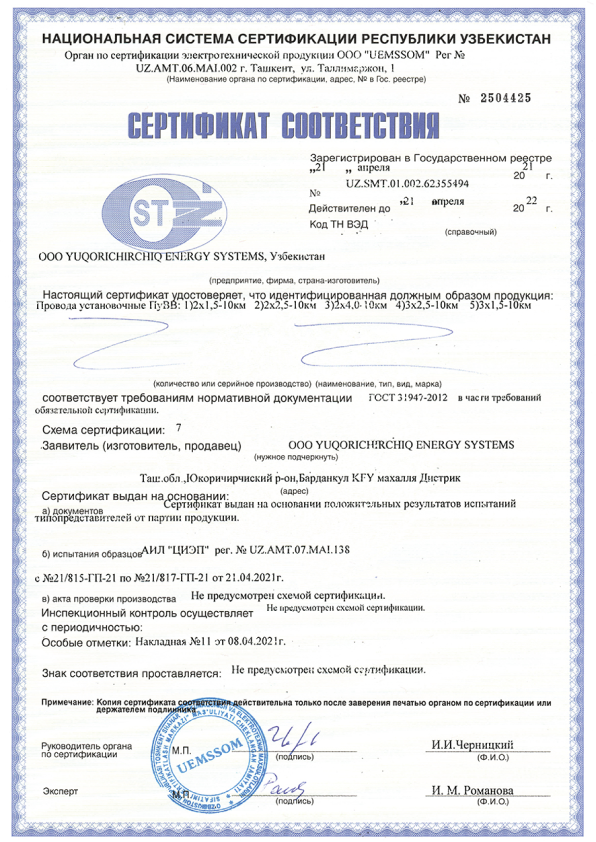 НАЦИОНАЛЬНАЯ СИСТЕМА СЕРТИФИКАЦИИ РЕСПУБЛИКИ УЗБЕКИСТАН
Орган по сертификации электротехнической продукции ООО "UEMSSOM" Рег №
UZ.AMT.06.MAI.002 г. Ташкент, ул. Таллимаржон, 1
(Наименование органа по сертификации, адрес, № в Гос. реестре)
№ 2504425
СЕРТИФИКАТ СООТВЕТСТВИЯ
Зарегистрирован в Государственном реестре
„21 „ апреля 20 21 г.
№ UZ.SMT.01.002.62355494
Действителен до „21 апреля 20 22 г.
Код ТН ВЭД
(справочный)
ST
ООО YUQORICHIRCHIQ ENERGY SYSTEMS, Узбекистан
(предприятие, фирма, страна-изготовитель)
Настоящий сертификат удостоверяет, что идентифицированная должным образом продукция:
Провода установочные ПуВВ: 1)2х1,5-10км 2)2х2,5-10км 3)2х4,0-10км 4)3х2,5-10км 5)3х1,5-10км
(количество или серийное производство) (наименование, тип, вид, марка)
соответствует требованиям нормативной документации ГОСТ 31947-2012 в части требований
обязательной сертификации.
Схема сертификации: 7
Заявитель (изготовитель, продавец) ООО YUQORICHIRCHIQ ENERGY SYSTEMS
(нужное подчеркнуть)
Таш.обл.,Юкоричирчиский р-он,Барданкул KFY махалля Дистрик
(адрес)
Сертификат выдан на основании:
а) документов Сертификат выдан на основании положительных результатов испытаний
типопредставителей от партии продукции.
б) испытания образцов АИЛ "ЦИЭП" рег. № UZ.AMT.07.MAI.138
с №21/815-ГП-21 по №21/817-ГП-21 от 21.04.2021г.
в) акта проверки производства Не предусмотрен схемой сертификации.
Инспекционный контроль осуществляет Не предусмотрен схемой сертификации.
с периодичностью:
Особые отметки: Накладная №11 от 08.04.2021г.
Знак соответствия проставляется: Не предусмотрен схемой сертификации.
Примечание: Копия сертификата соответствия действительна только после заверения печатью органом по сертификации или
держателем подлинника
Руководитель органа
по сертификации
М.П.
(подпись)
И.И.Черницкий
(Ф.И.О.)
UEMSSOM
Эксперт
М.П.
(подпись)
И. М. Романова
(Ф.И.О.)